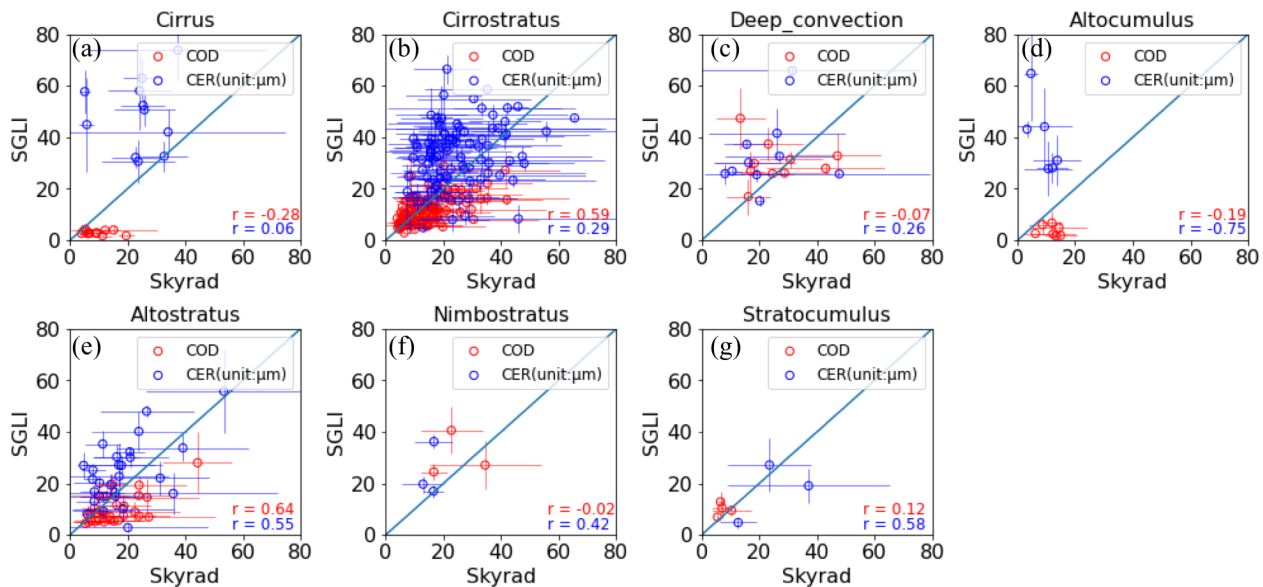 Cirrus
(a)
COD
CER(unit:μm)
SGLI
80
60
40
20
0
r = -0.28
r = 0.06
0 20 40 60 80
Skyrad
Cirrostratus
(b)
COD
CER(unit:μm)
SGLI
80
60
40
20
0
r = 0.59
r = 0.29
0 20 40 60 80
Skyrad
Deep_convection
(c)
COD
CER(unit:μm)
SGLI
80
60
40
20
0
r = -0.07
r = 0.26
0 20 40 60 80
Skyrad
Altocumulus
(d)
COD
CER(unit:μm)
SGLI
80
60
40
20
0
r = -0.19
r = -0.75
0 20 40 60 80
Skyrad
Altostratus
(e)
COD
CER(unit:μm)
SGLI
80
60
40
20
0
r = 0.64
r = 0.55
0 20 40 60 80
Skyrad
Nimbostratus
(f)
COD
CER(unit:μm)
SGLI
80
60
40
20
0
r = -0.02
r = 0.42
0 20 40 60 80
Skyrad
Stratocumulus
(g)
COD
CER(unit:μm)
SGLI
80
60
40
20
0
r = 0.12
r = 0.58
0 20 40 60 80
Skyrad